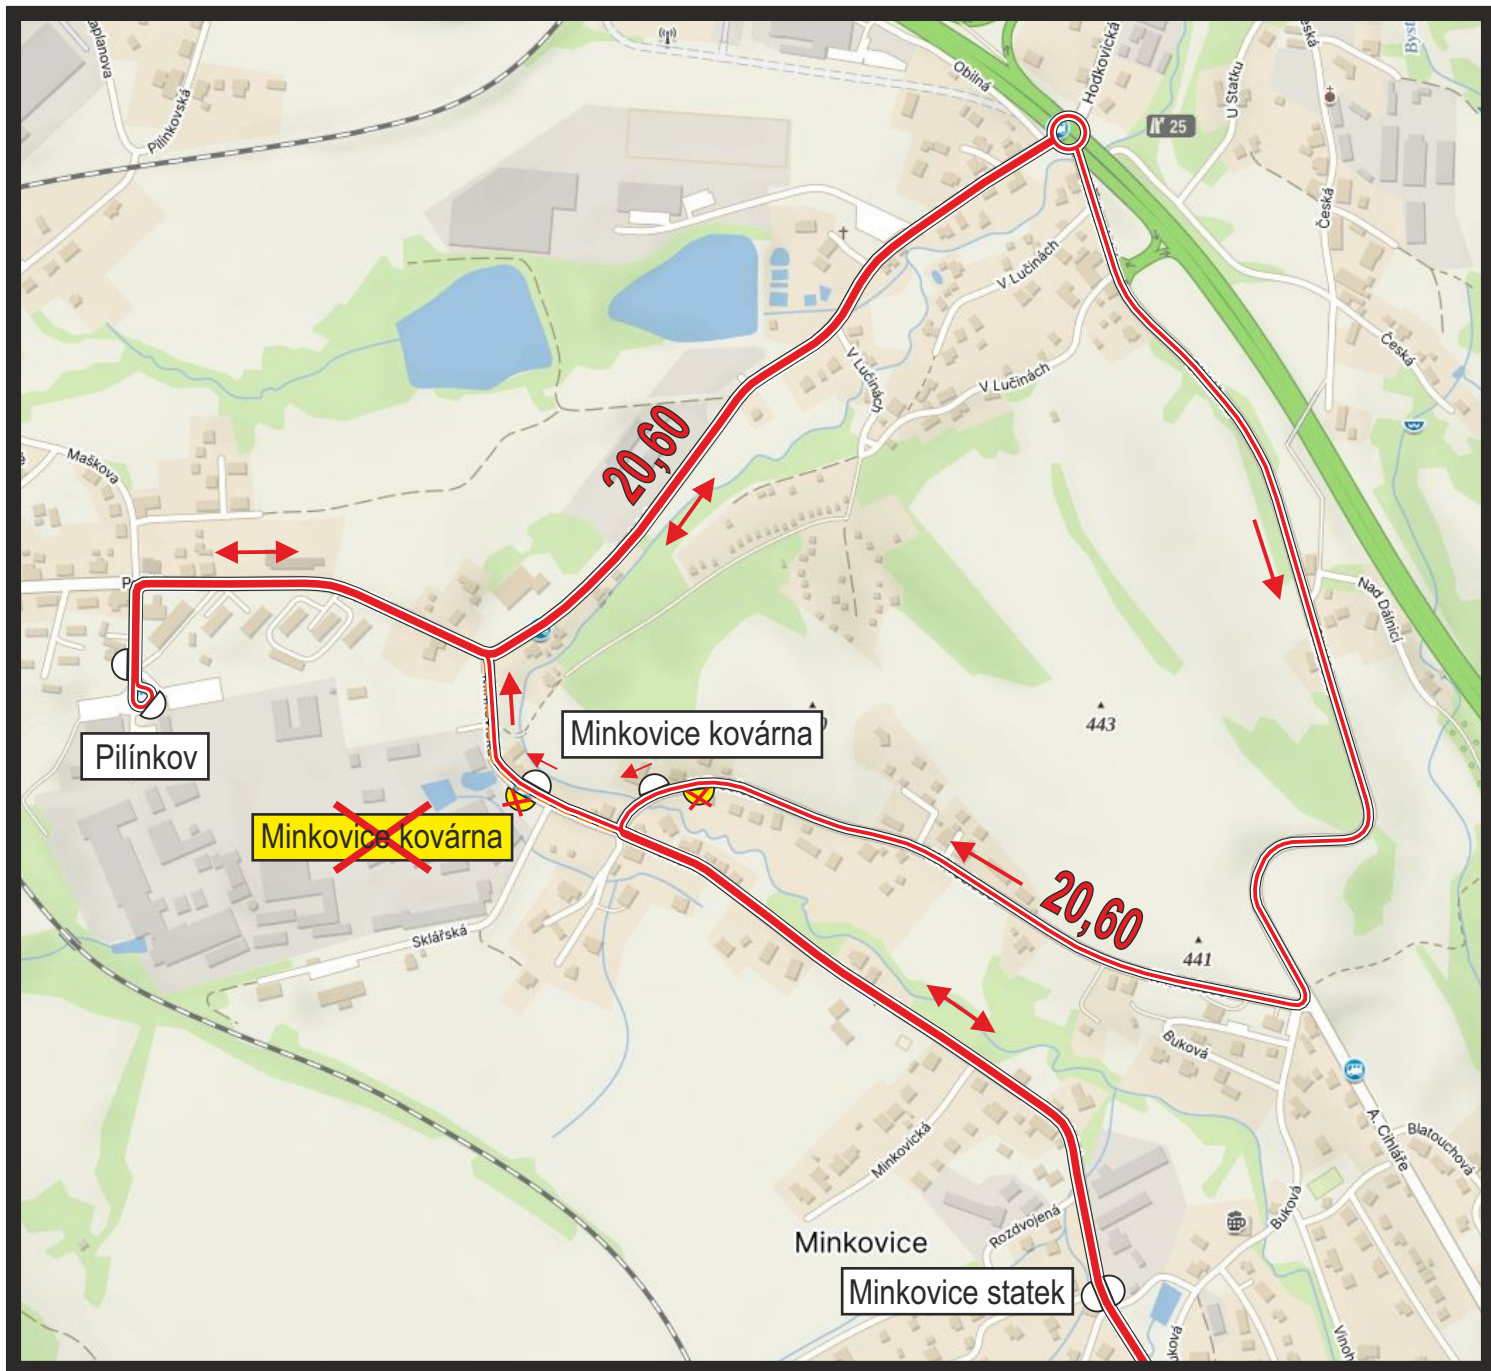 Hodkovická
Obilná
25
U Statku
Česká
Pilínkovská
V Lučinách
Česká
V Lučinách
V Lučinách
20,60
Maškova
Nad Dálnicí
Minkovice kovárna
443
Pilínkov
Minkovice kovárna
20,60
441
Sklářská
Buková
A. Cihláře
Blatouchová
Minkovická
Buková
Rozdvojená
Minkovice
Minkovice statek